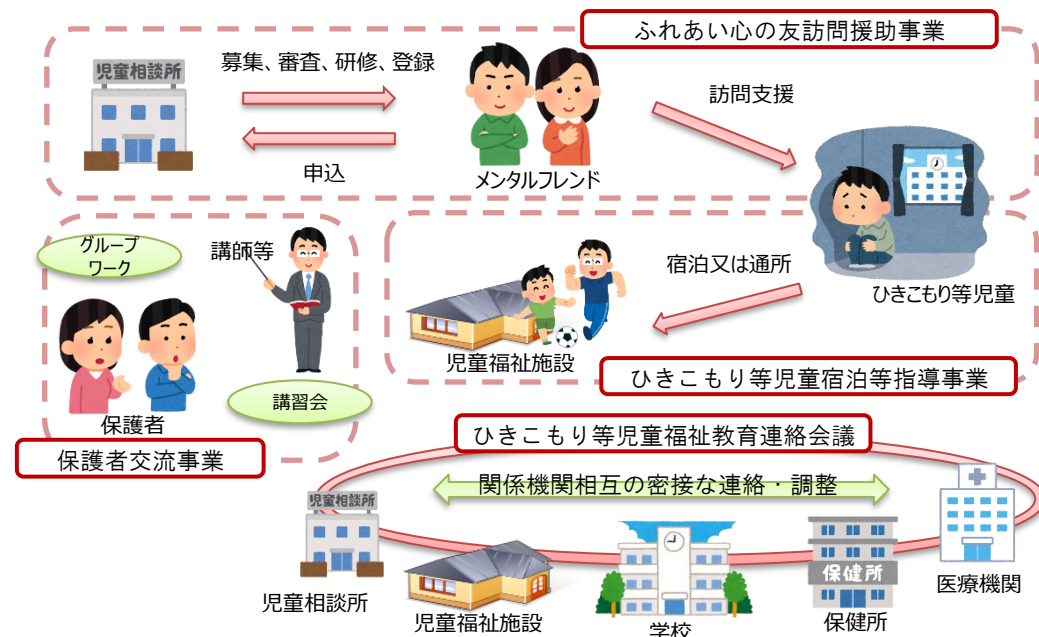 ふれあい心の友訪問援助事業
児童相談所
募集、審査、研修、登録
申込
メンタルフレンド
訪問支援
ひきこもり等児童
グループ
ワーク
講師等
保護者
講習会
保護者交流事業
宿泊又は通所
児童福祉施設
ひきこもり等児童宿泊等指導事業
ひきこもり等児童福祉教育連絡会議
関係機関相互の密接な連絡・調整
児童相談所
児童相談所
児童福祉施設
学校
保健所
保健所
医療機関